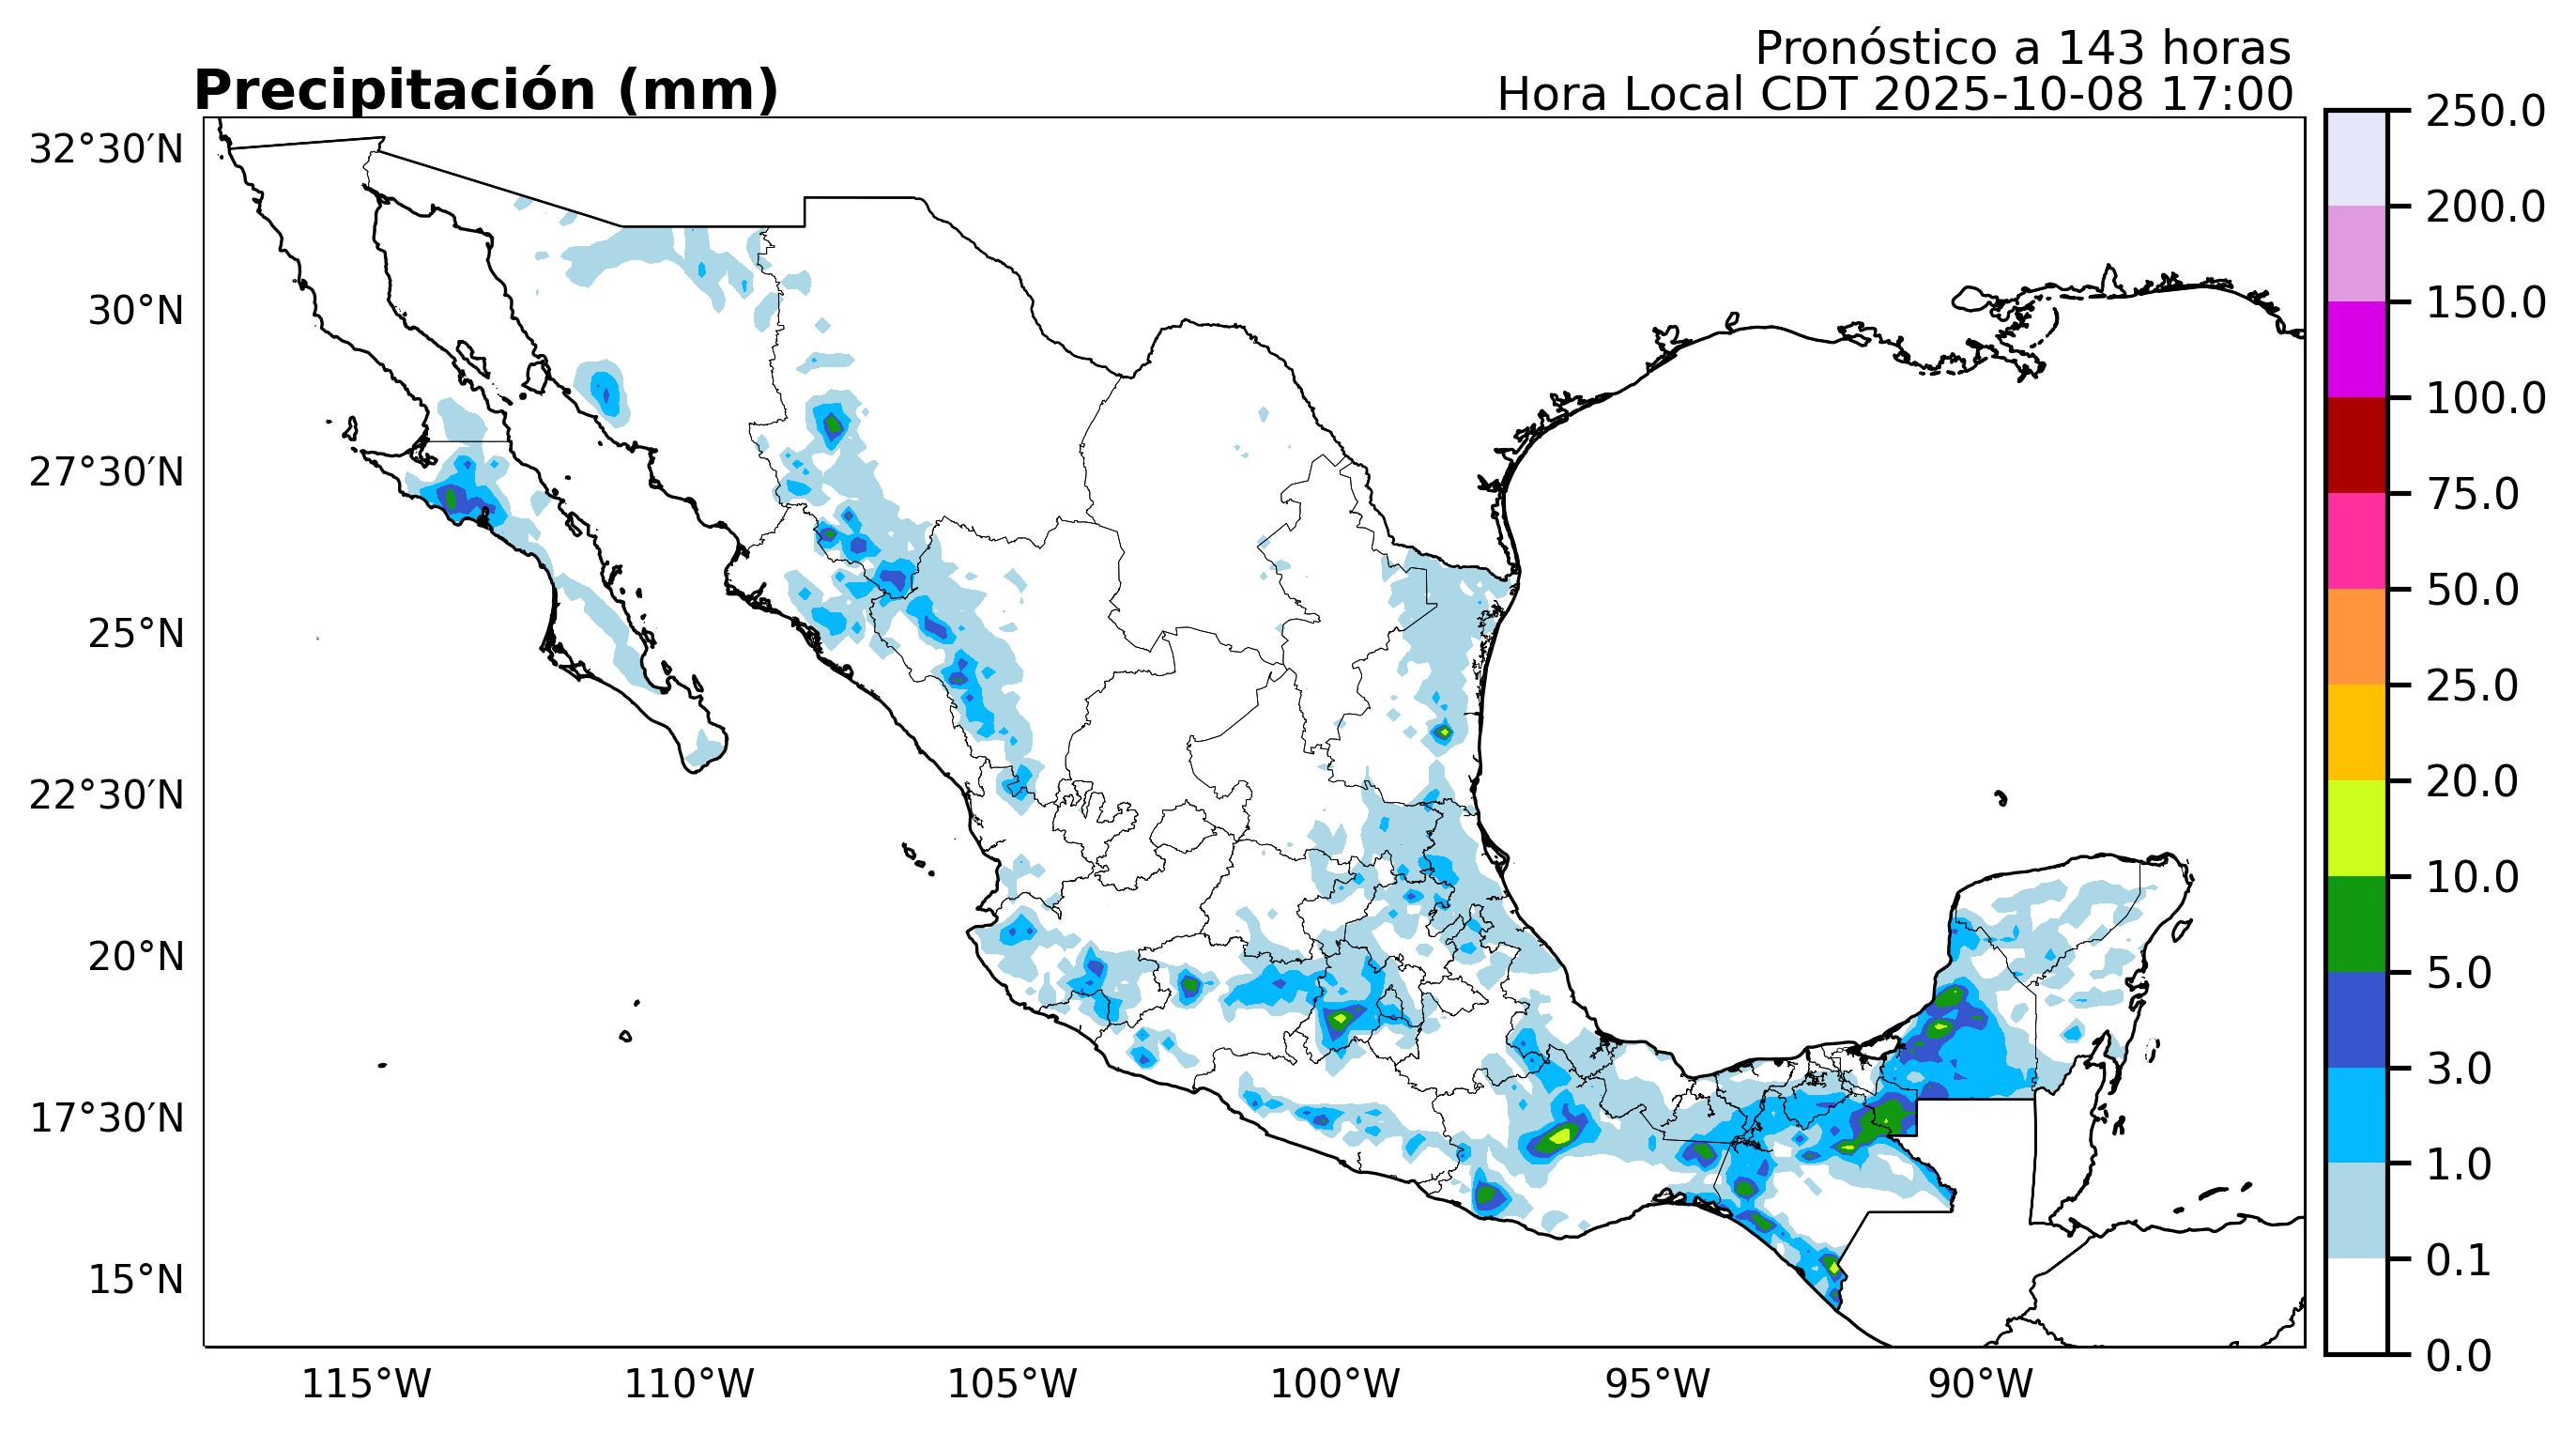 Pronóstico a 143 horas
Precipitación (mm)
Hora Local CDT 2025-10-08 17:00
32°30′N
30°N
27°30′N
25°N
22°30′N
20°N
17°30′N
15°N
115°W
110°W
105°W
100°W
95°W
90°W
250.0
200.0
150.0
100.0
75.0
50.0
25.0
20.0
10.0
5.0
3.0
1.0
0.1
0.0